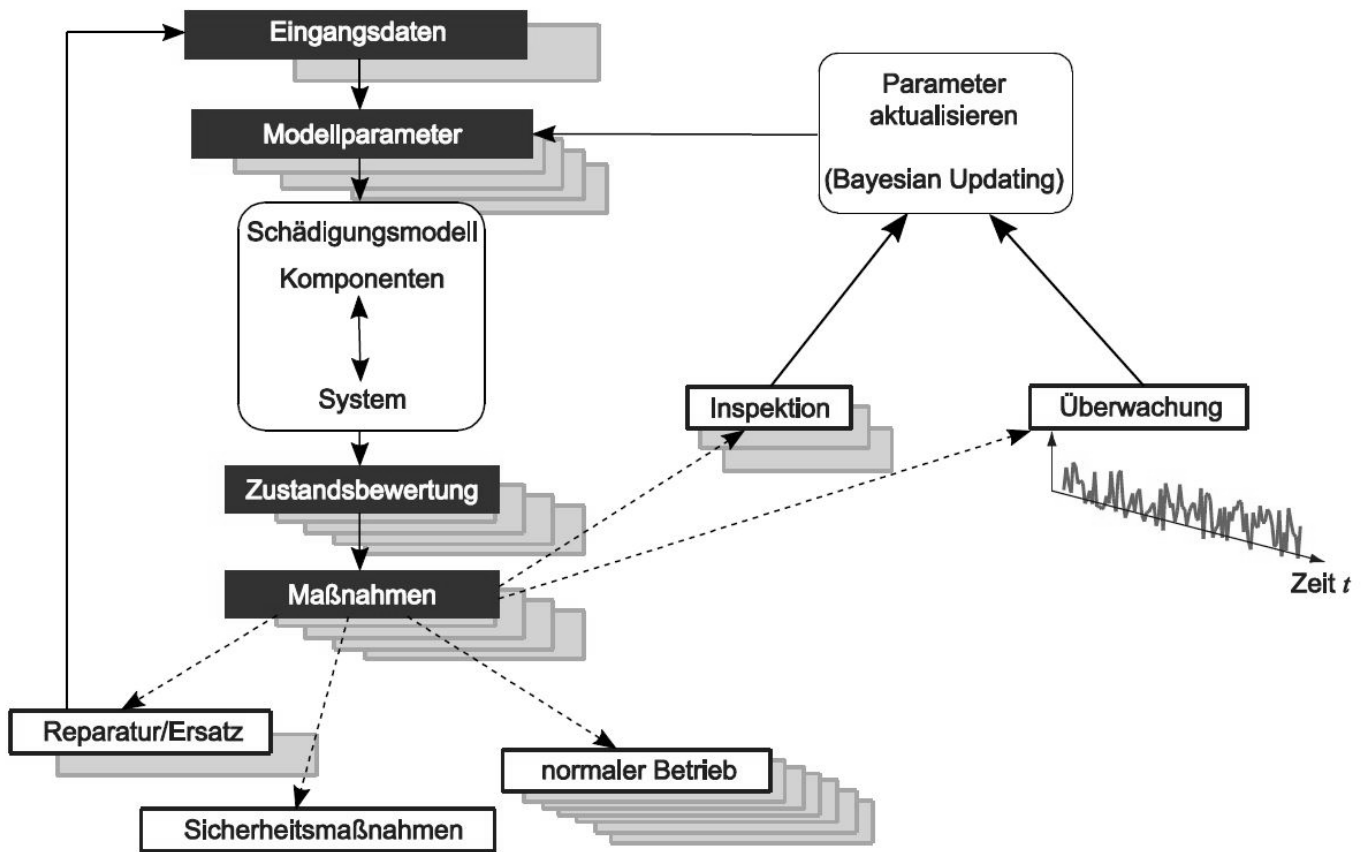 Eingangsdaten
Modellparameter
Schädigungsmodell
Komponenten
System
Zustandsbewertung
Maßnahmen
Reparatur/Ersatz
Sicherheitsmaßnahmen
normaler Betrieb
Parameter
aktualisieren
(Bayesian Updating)
Inspektion
Überwachung
Zeit t